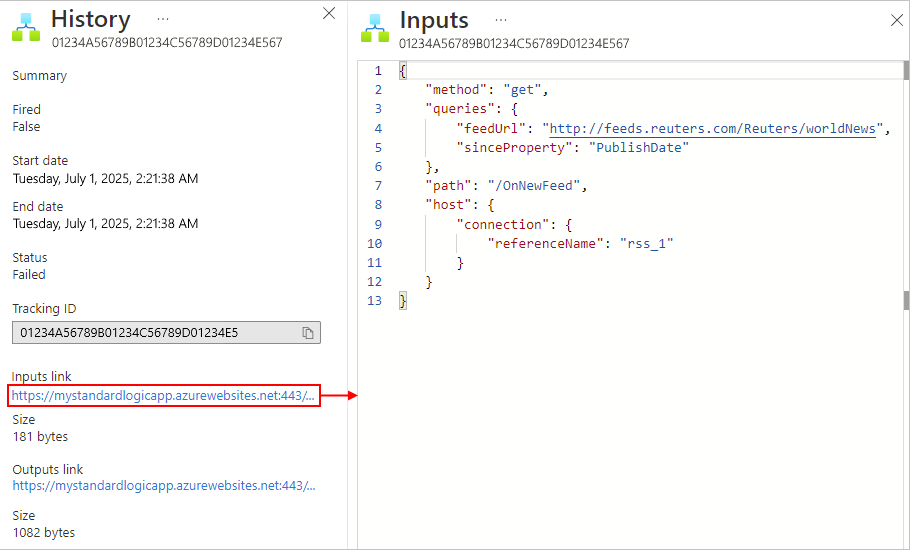 History ...
01234A56789B01234C56789D01234E567
Summary
Fired
False
Start date
Tuesday, July 1, 2025, 2:21:38 AM
End date
Tuesday, July 1, 2025, 2:21:38 AM
Status
Failed
Tracking ID
01234A56789B01234C56789D01234E5
Inputs link
https://mystandardlogicapp.azurewebsites.net:443/...
Size
181 bytes
Outputs link
https://mystandardlogicapp.azurewebsites.net:443/...
Size
1082 bytes
Inputs ...
01234A56789B01234C56789D01234E567
1 {
2 "method": "get",
3 "queries": {
4 "feedUrl": "http://feeds.reuters.com/Reuters/worldNews",
5 "sinceProperty": "PublishDate"
6 },
7 "path": "/OnNewFeed",
8 "host": {
9 "connection": {
10 "referenceName": "rss_1"
11 }
12 }
13 }